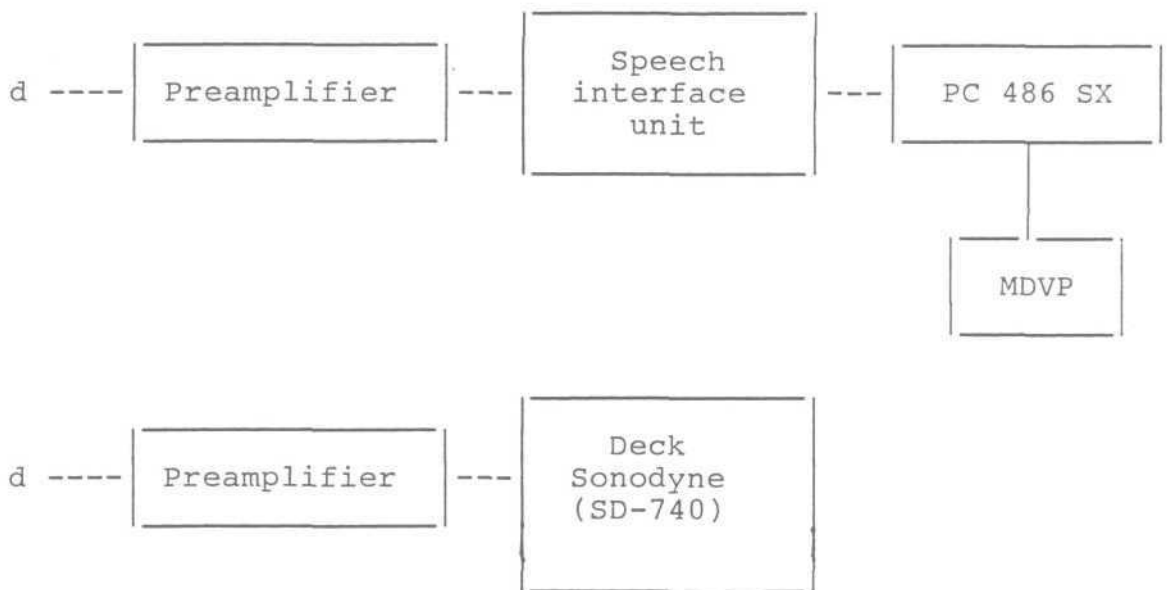 d ---- Preamplifier --- Speech interface unit --- PC 486 SX
MDVP
d ---- Preamplifier --- Deck Sonodyne (SD-740)